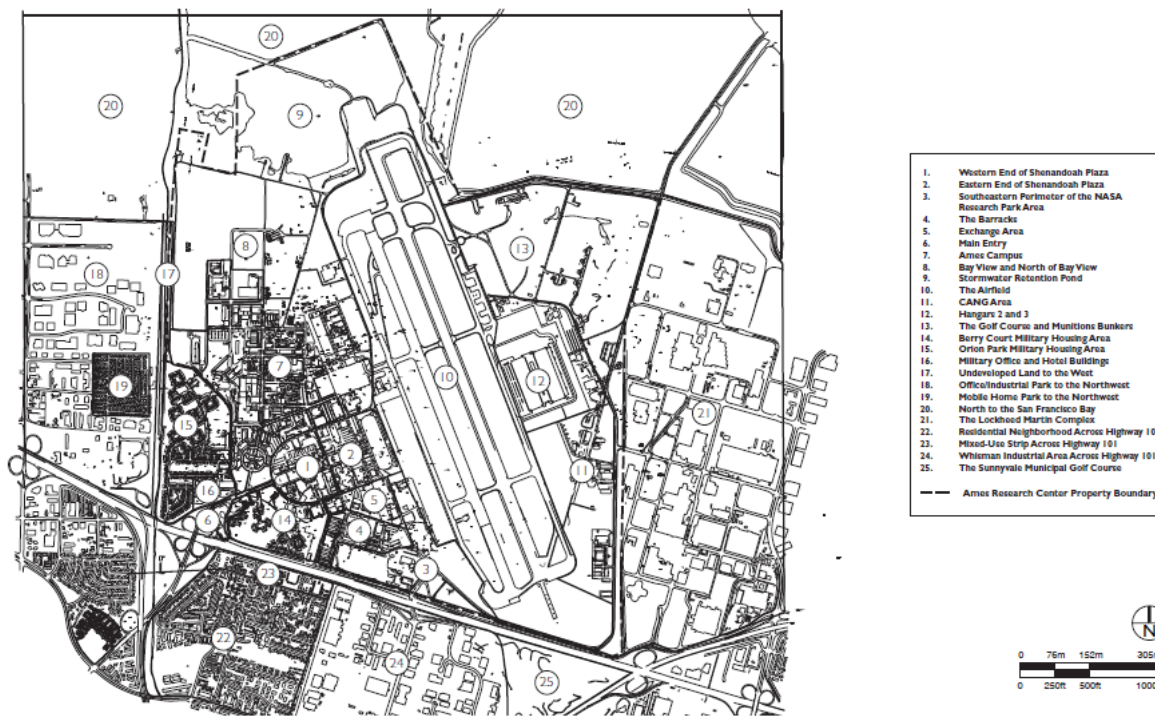 20
20
9
20
8
13
18
17
7
10
12
19
21
15
2
1
11
16
5
6
14
4
3
23
22
24
25
1. Western End of Shenandoah Plaza
2. Eastern End of Shenandoah Plaza
3. Southeastern Perimeter of the NASA
Research Park Area
4. The Barracks
5. Exchange Area
6. Main Entry
7. Ames Campus
8. Bay View and North of Bay View
9. Stormwater Retention Pond
10. The Airfield
11. CANG Area
12. Hangars 2 and 3
13. The Golf Course and Munitions Bunkers
14. Berry Court Military Housing Area
15. Orion Park Military Housing Area
16. Military Office and Hotel Buildings
17. Undeveloped Land to the West
18. Office/Industrial Park to the Northwest
19. Mobile Home Park to the Northwest
20. North to the San Francisco Bay
21. The Lockheed Martin Complex
22. Residential Neighborhood Across Highway 10
23. Mixed-Use Strip Across Highway 101
24. Whisman Industrial Area Across Highway 101
25. The Sunnyvale Municipal Golf Course
Ames Research Center Property Boundary
N
0 76m 152m 305
0 250ft 500ft 1000